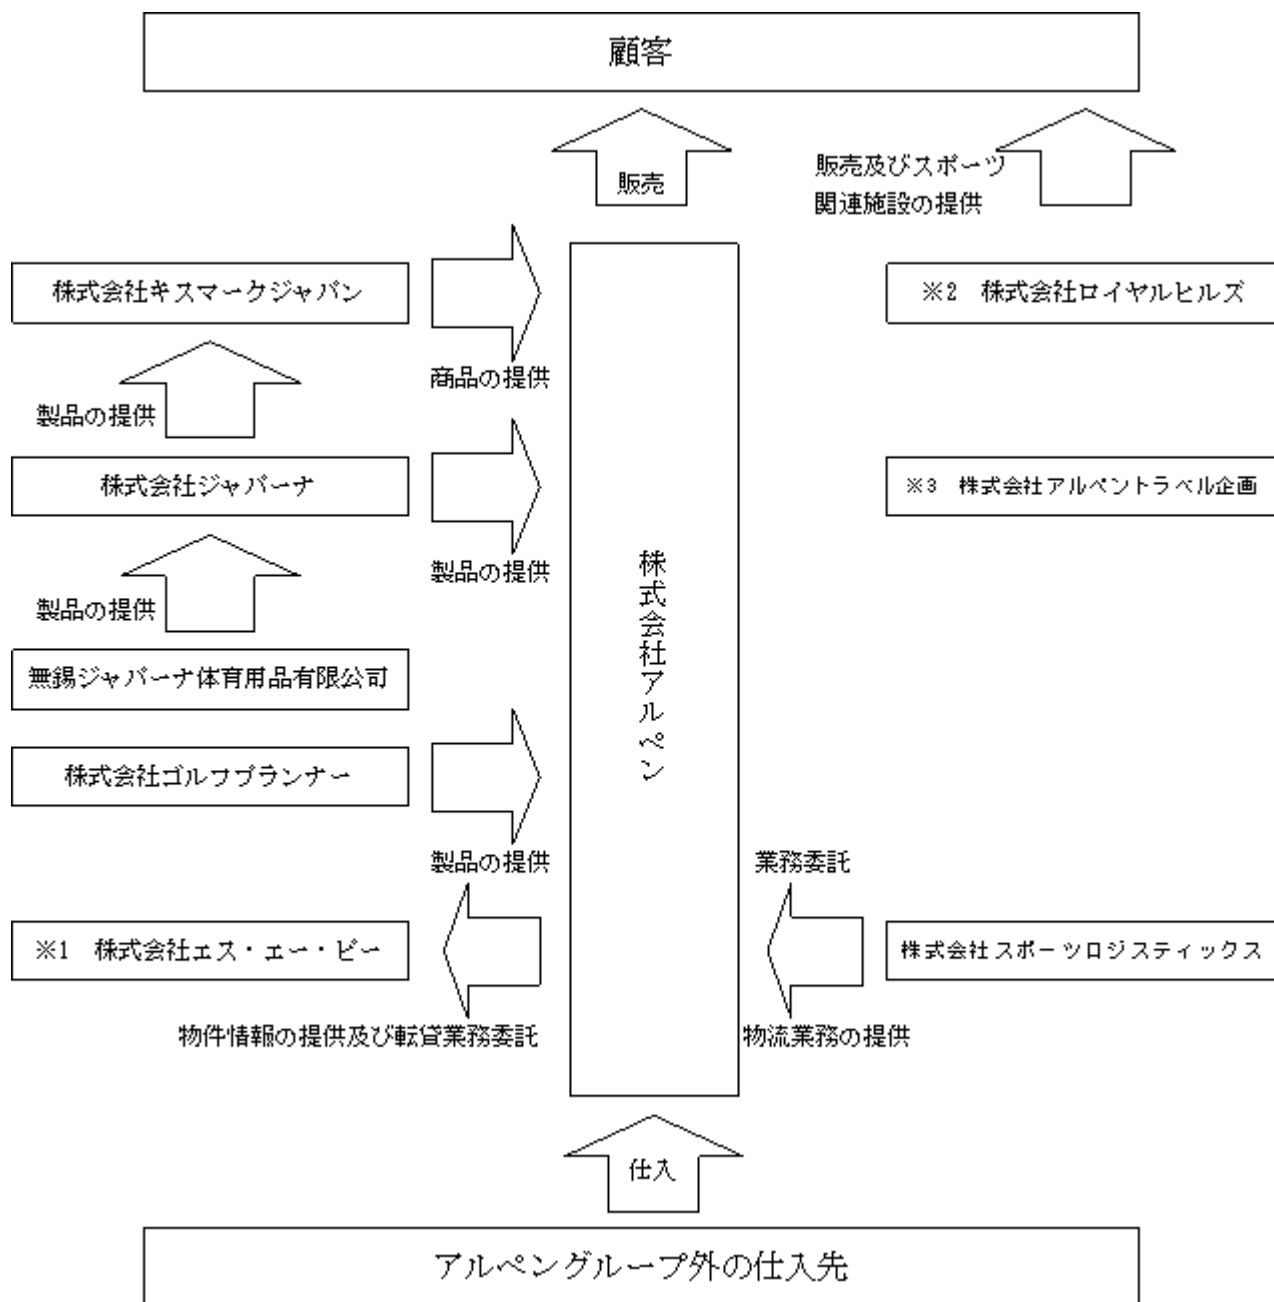 顧客
販売
販売及びスポーツ
関連施設の提供
株式会社キスマークジャパン
商品の提供
※2 株式会社ロイヤルヒルズ
製品の提供
株式会社ジャパーナ
製品の提供
※3 株式会社アルペントラベル企画
製品の提供
無錫ジャパーナ体育用品有限公司
株式会社アルペン
株式会社ゴルフプランナー
製品の提供
業務委託
※1 株式会社エス・エー・ピー
株式会社スポーツロジスティックス
物件情報の提供及び転貸業務委託
物流業務の提供
仕入
アルペングループ外の仕入先